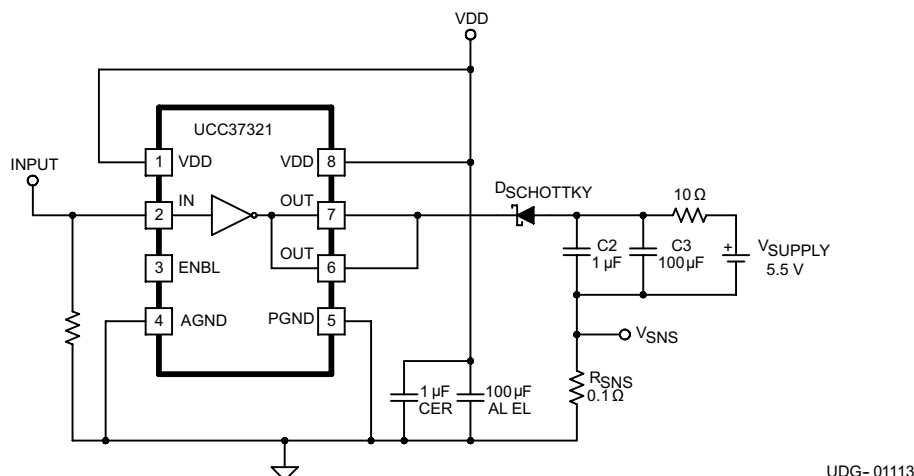 VDD
UCC37321
INPUT
1 VDD VDD 8
2 IN OUT 7
3 ENBL OUT 6
4 AGND PGND 5
DSCHOTTKY
10 Ω
C2
1 µF
C3
100 µF
+
VSUPPLY
5.5 V
VSNS
RSNS
0.1 Ω
1 µF
CER
100 µF
AL EL
UDG-01113